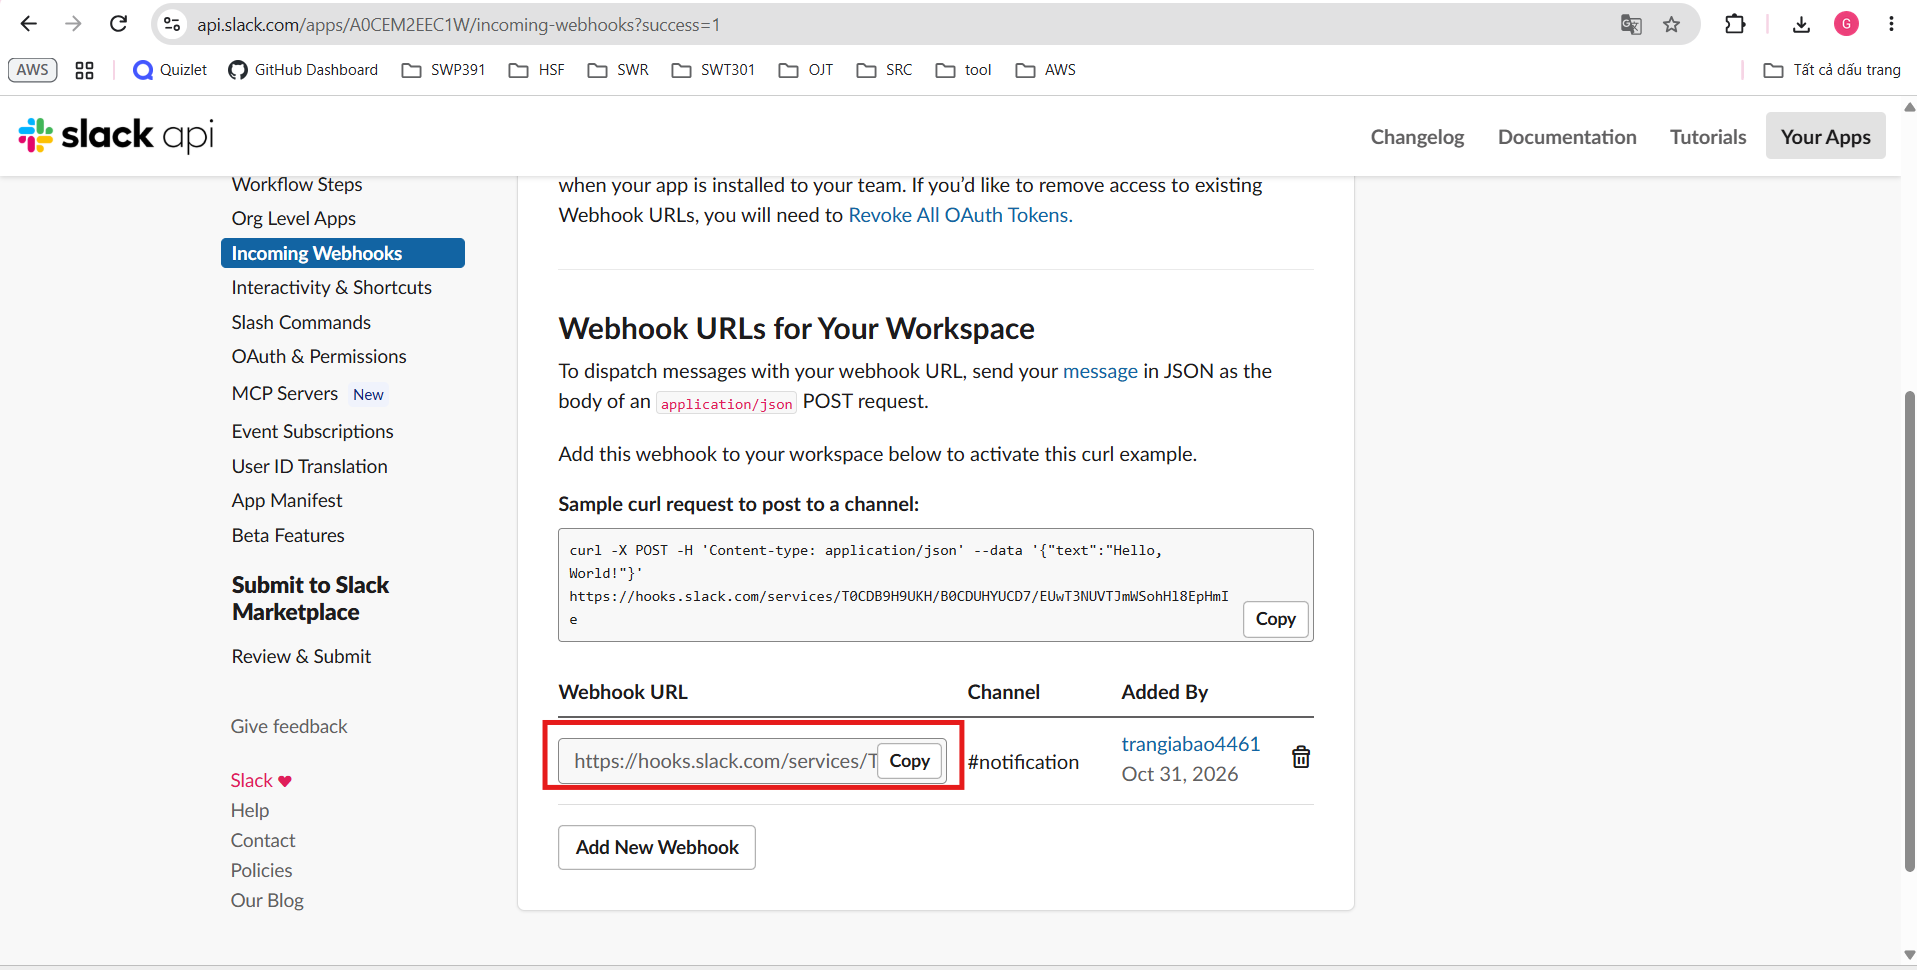 api.slack.com/apps/A0CEM2EEC1W/incoming-webhooks?success=1
G
AWS
Quizlet
GitHub Dashboard
SWP391
HSF
SWR
SWT301
OJT
SRC
tool
AWS
Tất cả dấu trang
slack api
Changelog
Documentation
Tutorials
Your Apps
Workflow Steps
Org Level Apps
Incoming Webhooks
Interactivity & Shortcuts
Slash Commands
OAuth & Permissions
MCP Servers New
Event Subscriptions
User ID Translation
App Manifest
Beta Features
Submit to Slack
Marketplace
Review & Submit
Give feedback
Slack
Help
Contact
Policies
Our Blog
when your app is installed to your team. If you’d like to remove access to existing
Webhook URLs, you will need to Revoke All OAuth Tokens.
Webhook URLs for Your Workspace
To dispatch messages with your webhook URL, send your message in JSON as the
body of an application/json POST request.
Add this webhook to your workspace below to activate this curl example.
Sample curl request to post to a channel:
curl -X POST -H 'Content-type: application/json' --data '{"text":"Hello,
World!"}'
https://hooks.slack.com/services/T0CDB9H9UKH/B0CDUHYUCD7/EUwT3NUVTJmWSohHl8EpHmI
e
Copy
Webhook URL
Channel
Added By
https://hooks.slack.com/services/T
Copy
#notification
trangiabao4461
Oct 31, 2026
Add New Webhook